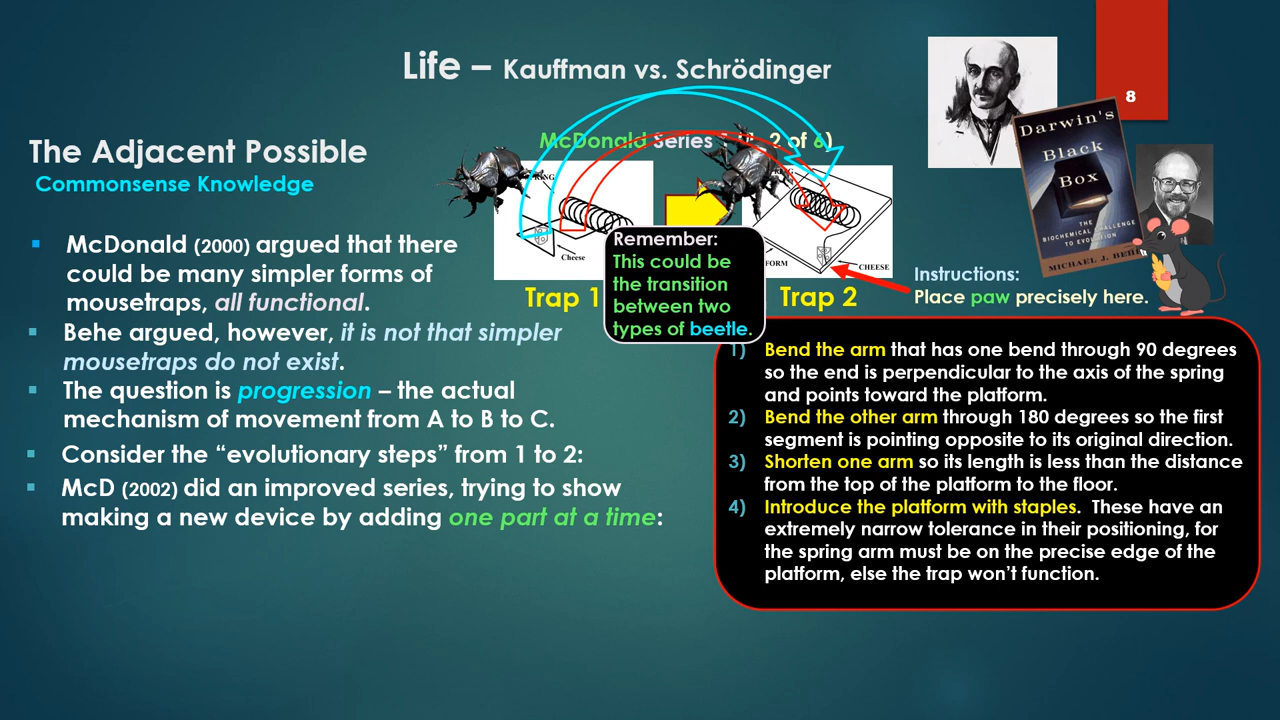 Life – Kauffman vs. Schrödinger
8
The Adjacent Possible
Commonsense Knowledge
McDonald Series 1 2 of 6)
RING
Cheese
Trap 1
RING
FORM
CHEESE
Trap 2
Remember:
This could be
the transition
between two
types of beetle.
Darwin's
Black
Box
THE
BIOCHEMICAL CHALLENGE
TO EVOLUTION
MICHAEL J. BEHE
Instructions:
Place paw precisely here.
▪ McDonald (2000) argued that there
could be many simpler forms of
mousetraps, all functional.
▪ Behe argued, however, it is not that simpler
mousetraps do not exist.
▪ The question is progression – the actual
mechanism of movement from A to B to C.
▪ Consider the “evolutionary steps” from 1 to 2:
▪ McD (2002) did an improved series, trying to show
making a new device by adding one part at a time:
1) Bend the arm that has one bend through 90 degrees
so the end is perpendicular to the axis of the spring
and points toward the platform.
2) Bend the other arm through 180 degrees so the first
segment is pointing opposite to its original direction.
3) Shorten one arm so its length is less than the distance
from the top of the platform to the floor.
4) Introduce the platform with staples. These have an
extremely narrow tolerance in their positioning, for
the spring arm must be on the precise edge of the
platform, else the trap won’t function.